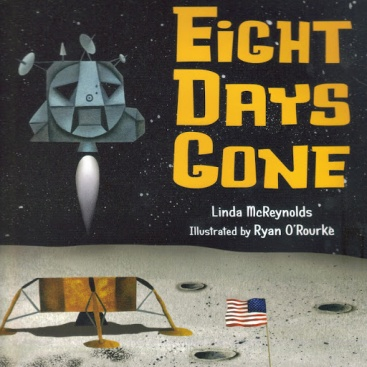 EIGHT
DAYS
GONE
Linda McReynolds
Illustrated by Ryan O'Rourke